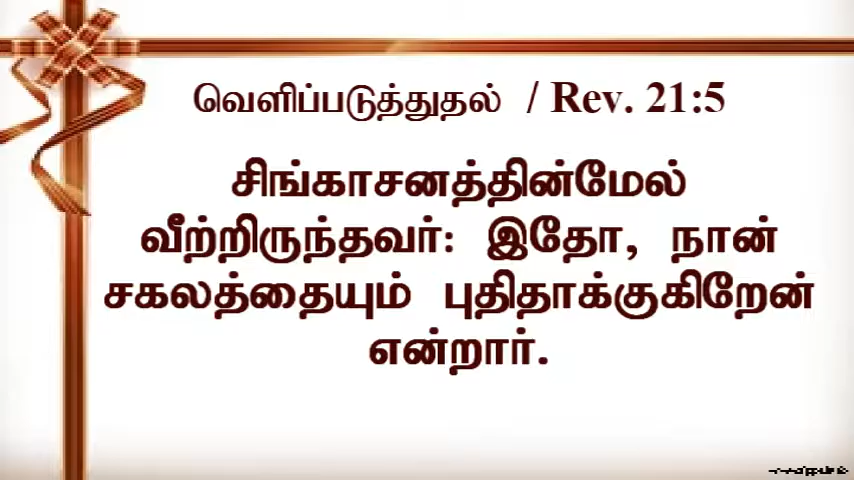 வெளிப்படுத்துதல் / Rev. 21:5
சிங்காசனத்தின்மேல்
வீற்றிருந்தவர்: இதோ, நான்
சகலத்தையும் புதிதாக்குகிறேன்
என்றார்.